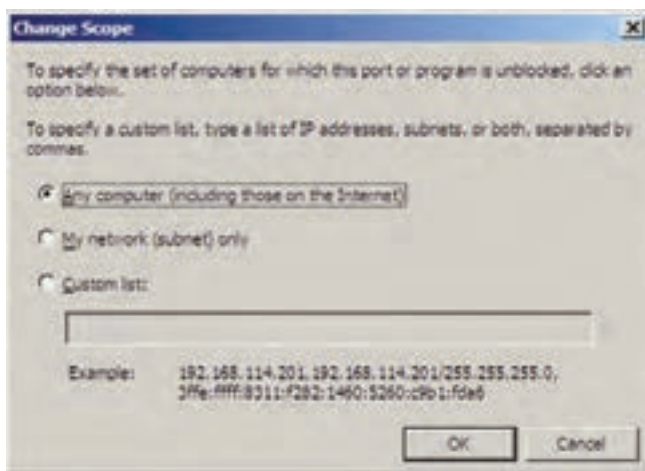 Change Scope
To specify the set of computers for which this port or program is unblocked, click an
option below.
To specify a custom list, type a list of IP addresses, subnets, or both, separated by
commas.
Any computer (including those on the Internet)
My network (subnet) only
Custom list:
Example: 192.168.114.201,192.168.114.201/255.255.255.0,
3ffe:ffff:8311:f282:1460:5260:c9b1:fda6
OK Cancel